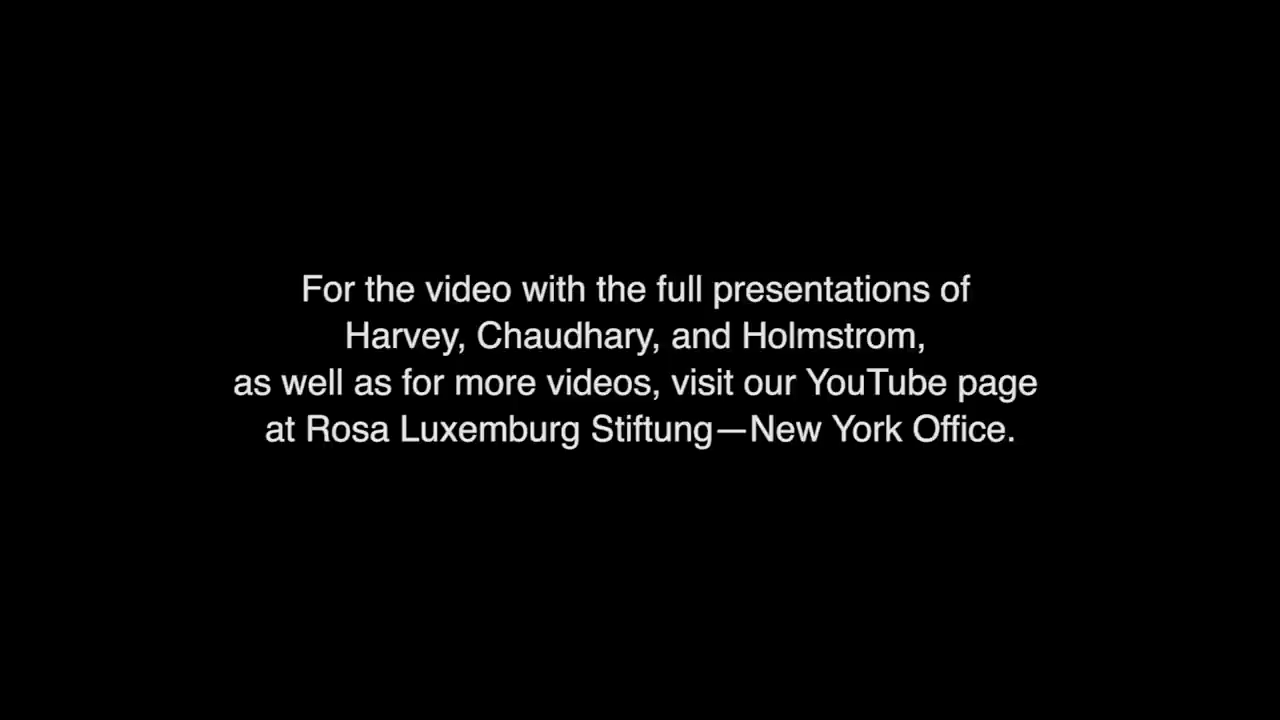 For the video with the full presentations of
Harvey, Chaudhary, and Holmstrom,
as well as for more videos, visit our YouTube page
at Rosa Luxemburg Stiftung—New York Office.